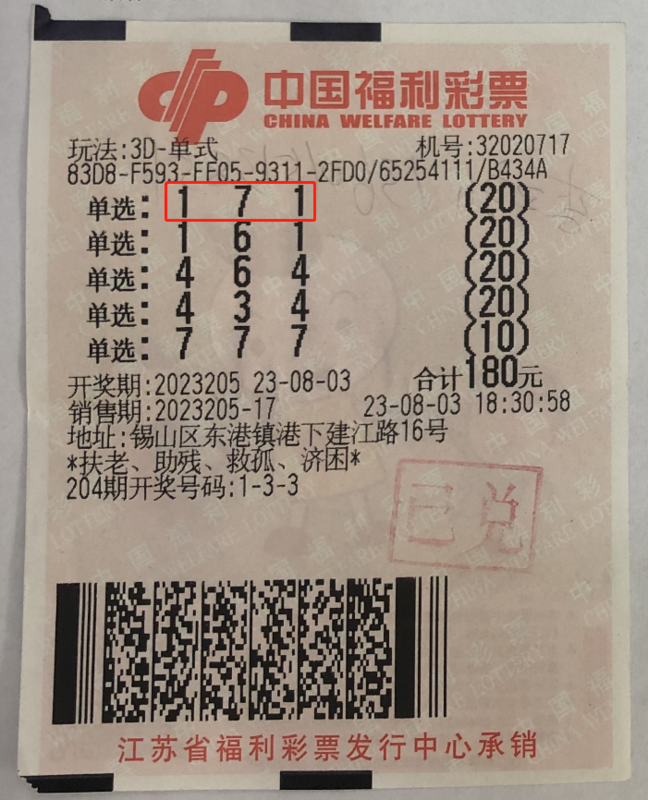 中国福利彩票
CHINA WELFARE LOTTERY
玩法:3D-单式 机号:32020717
83D8-F593-FF05-9311-2FD0/65254111/B434A
单选: 1 7 1 (20)
单选: 1 6 1 (20)
单选: 4 6 4 (20)
单选: 4 3 4 (20)
单选: 7 7 7 (10)
合计180元
开奖期:2023205 23-08-03
销售期:2023205-17 23-08-03 18:30:58
地址:锡山区东港镇港下建江路16号
*扶老、助残、救孤、济困*
204期开奖号码:1-3-3
已兑
江苏省福利彩票发行中心承销